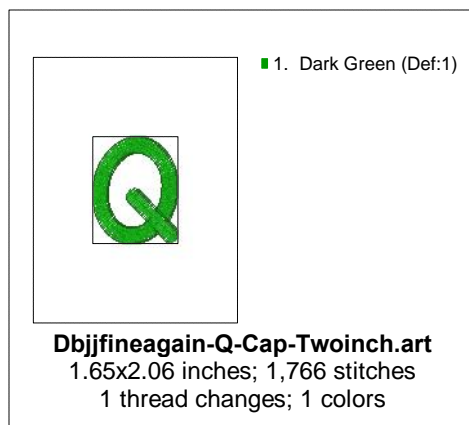 1. Dark Green (Def:1)
Q
Dbjjfineagain-Q-Cap-Twoinch.art
1.65x2.06 inches; 1,766 stitches
1 thread changes; 1 colors